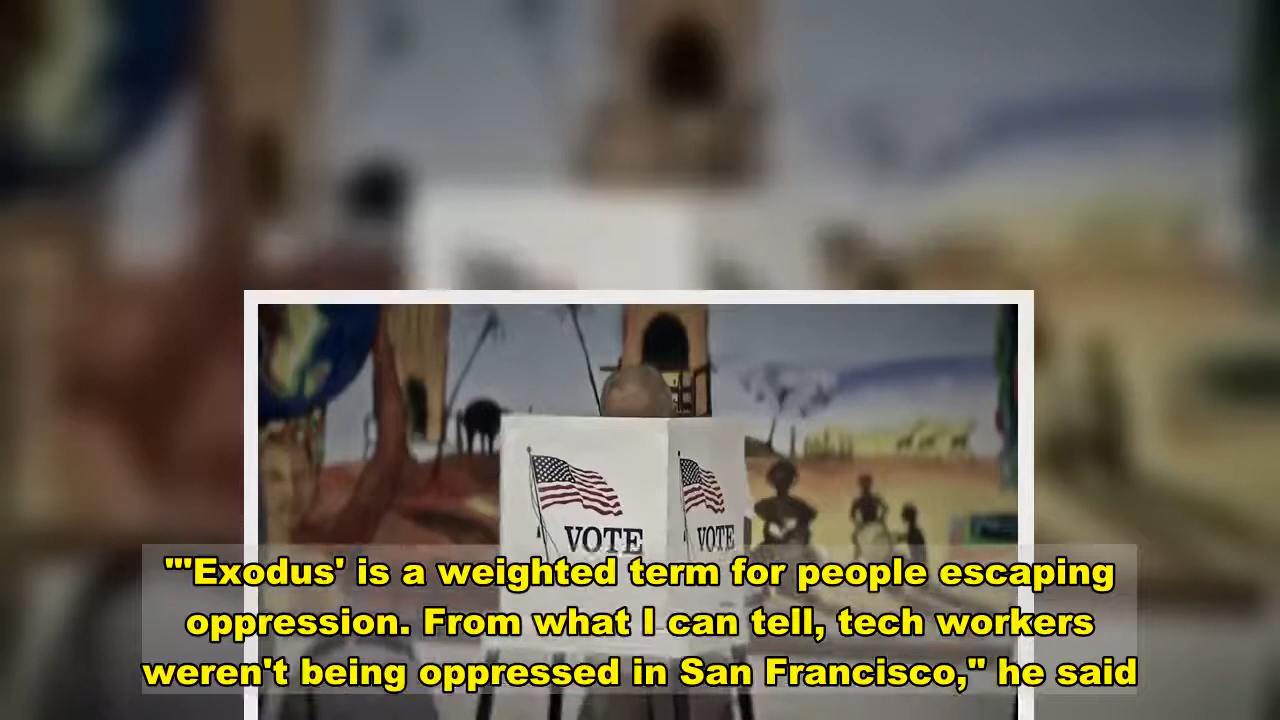 VOTE VOTE
"'Exodus' is a weighted term for people escaping
oppression. From what I can tell, tech workers
weren't being oppressed in San Francisco," he said